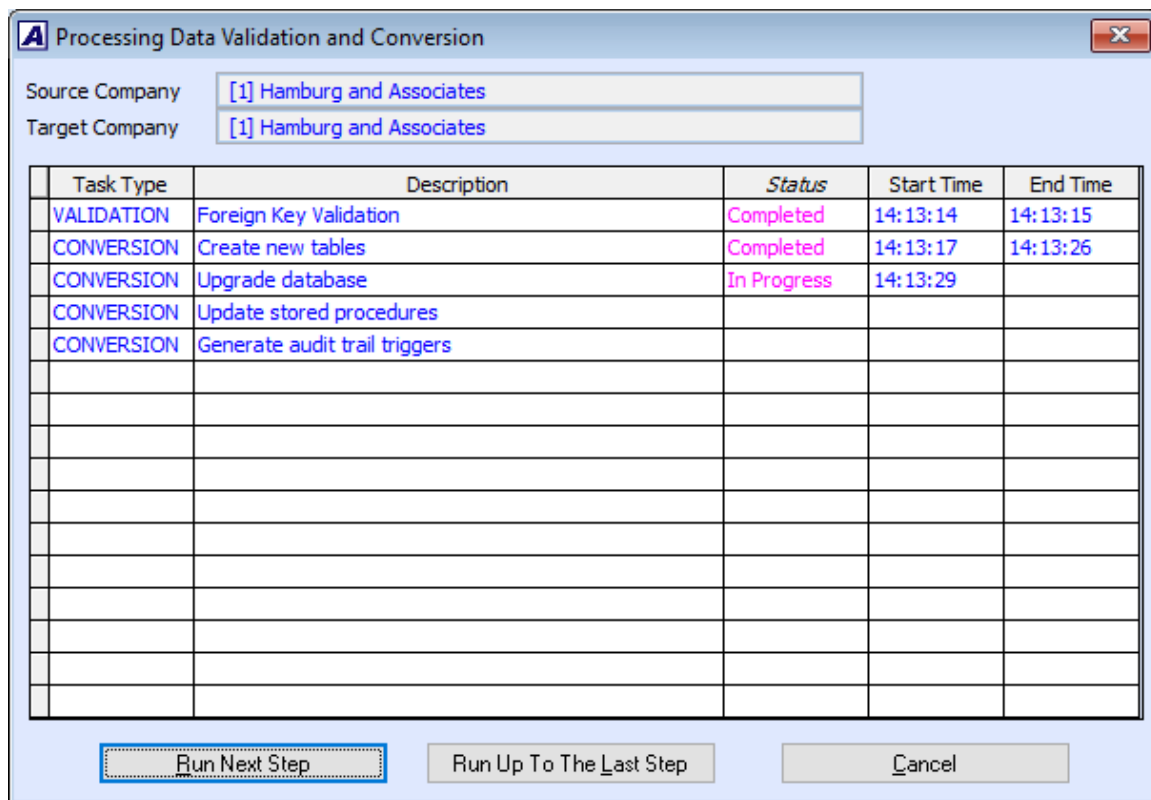 A Processing Data Validation and Conversion
Source Company [1] Hamburg and Associates
Target Company [1] Hamburg and Associates
Task Type Description Status Start Time End Time
VALIDATION Foreign Key Validation Completed 14:13:14 14:13:15
CONVERSION Create new tables Completed 14:13:17 14:13:26
CONVERSION Upgrade database In Progress 14:13:29
CONVERSION Update stored procedures
CONVERSION Generate audit trail triggers
Run Next Step Run Up To The Last Step Cancel